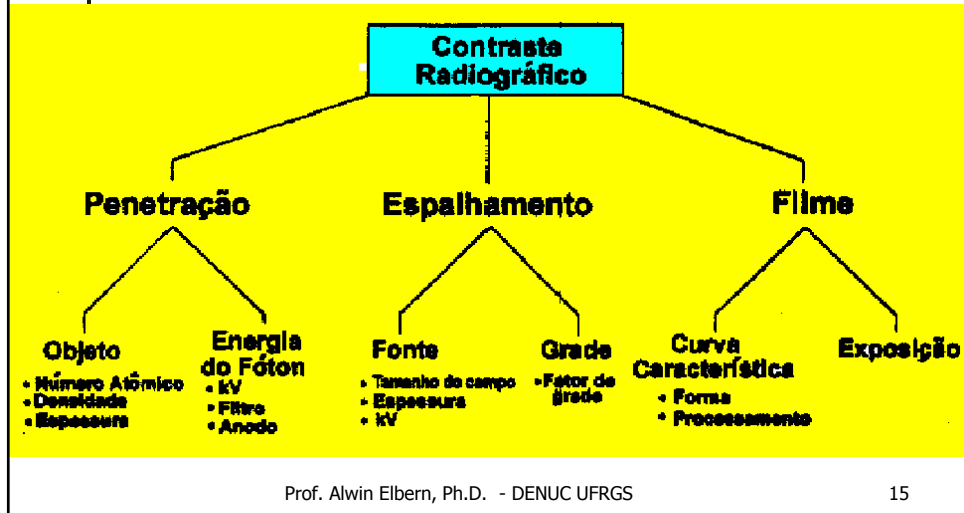 Contraste
Radiográfico
Penetração
Espalhamento
Filme
Objeto
• Número Atômico
• Densidade
• Espessura
Energia
do Fóton
• kV
• Filtro
• Anodo
Fonte
• Tamanho do campo
• Espessura
• kV
Grade
• Fator de
grade
Curva
Característica
• Forma
• Processamento
Exposição
Prof. Alwin Elbern, Ph.D. - DENUC UFRGS
15